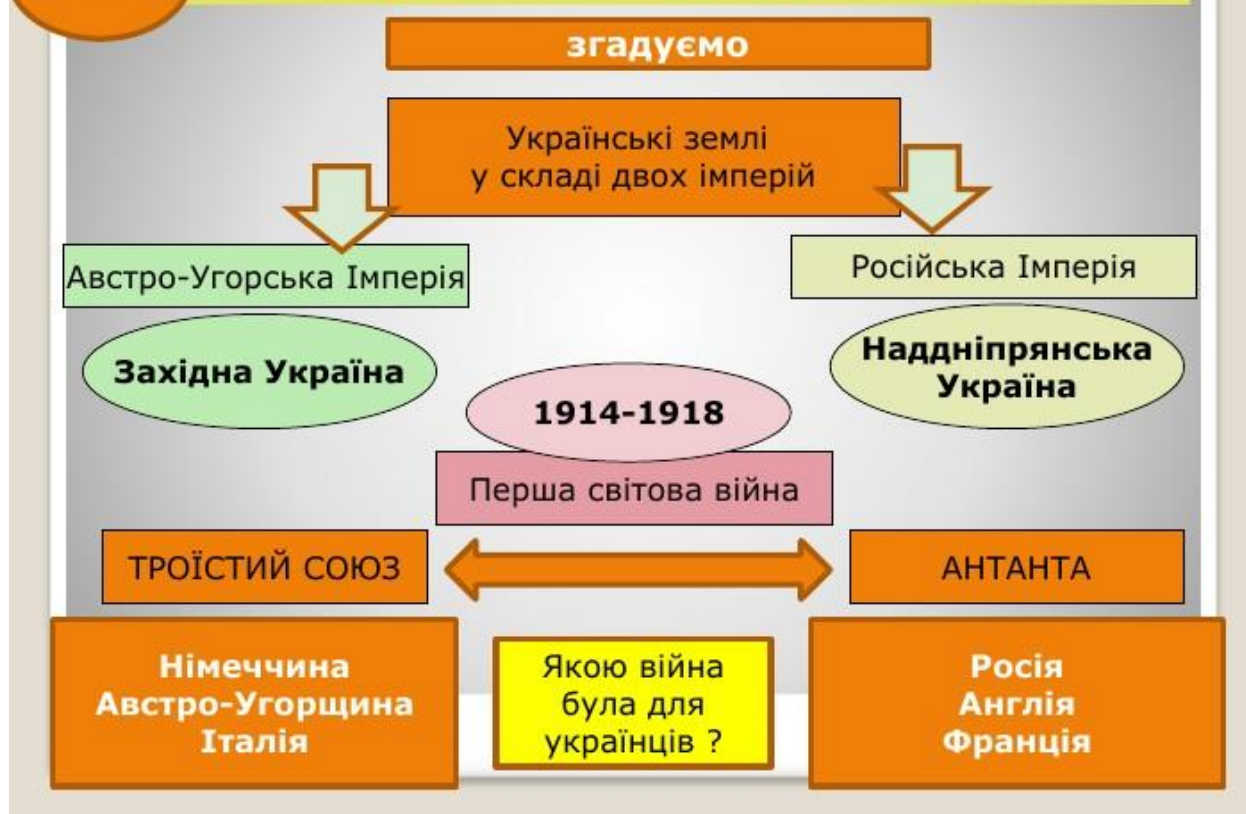 згадуємо
Українські землі
у складі двох імперій
Австро-Угорська Імперія
Російська Імперія
Західна Україна
Наддніпрянська
Україна
1914-1918
Перша світова війна
ТРОЇСТИЙ СОЮЗ
АНТАНТА
Німеччина
Австро-Угорщина
Італія
Якою війна
була для
українців ?
Росія
Англія
Франція